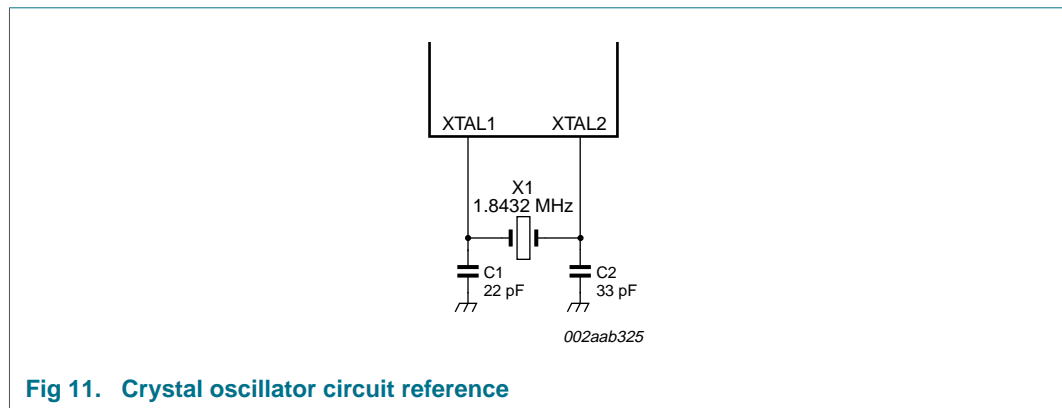 XTAL1 XTAL2
X1
1.8432 MHz
C1
22 pF
C2
33 pF
002aab325
Fig 11. Crystal oscillator circuit reference